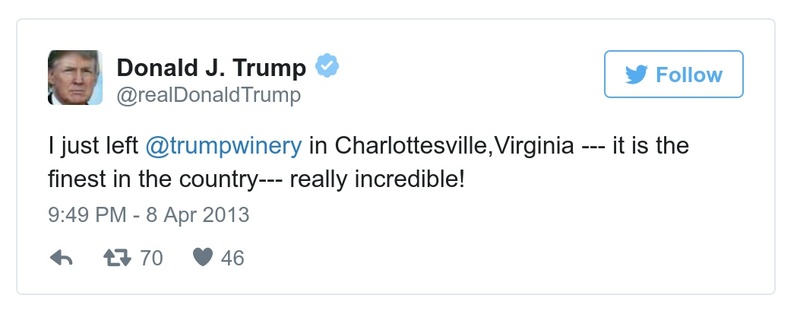 Donald J. Trump
@realDonaldTrump
Follow
I just left @trumpwinery in Charlottesville,Virginia --- it is the
finest in the country--- really incredible!
9:49 PM - 8 Apr 2013
70 46